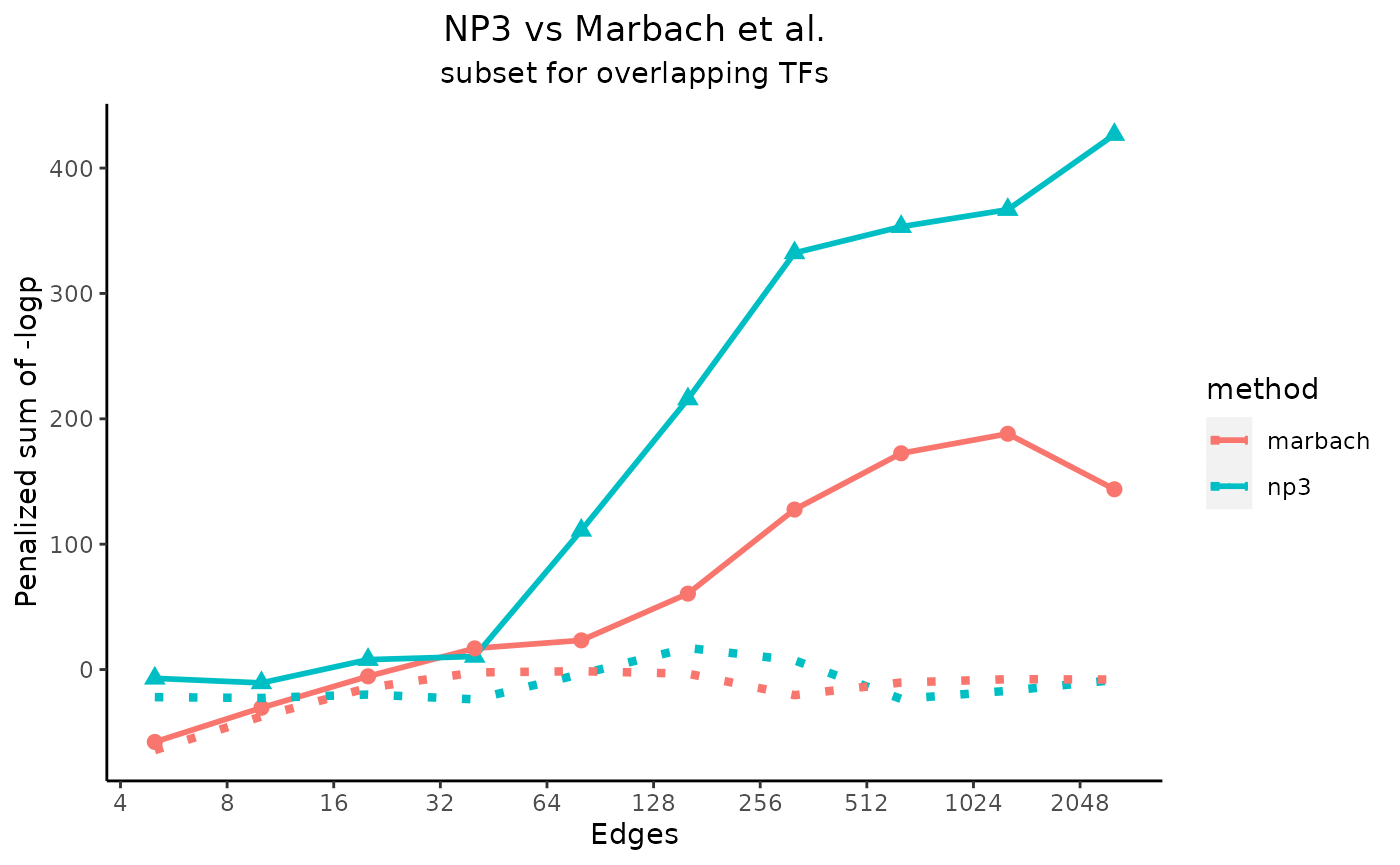 NP3 vs Marbach et al.
subset for overlapping TFs
Penalized sum of -logp
400
300
200
100
0
4 8 16 32 64 128 256 512 1024 2048
Edges
method
marbach
np3